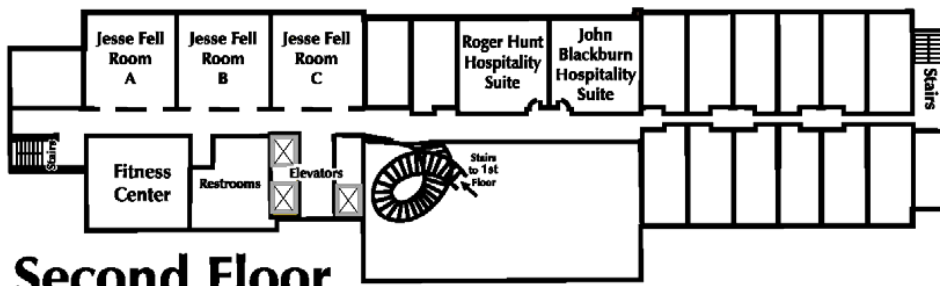 Jesse Fell
Room
A
Jesse Fell
Room
B
Jesse Fell
Room
C
Roger Hunt
Hospitality
Suite
John
Blackburn
Hospitality
Suite
Stairs
Stairs
Fitness
Center
Restrooms
Elevators
Stairs
to 1st
Floor
Second Floor